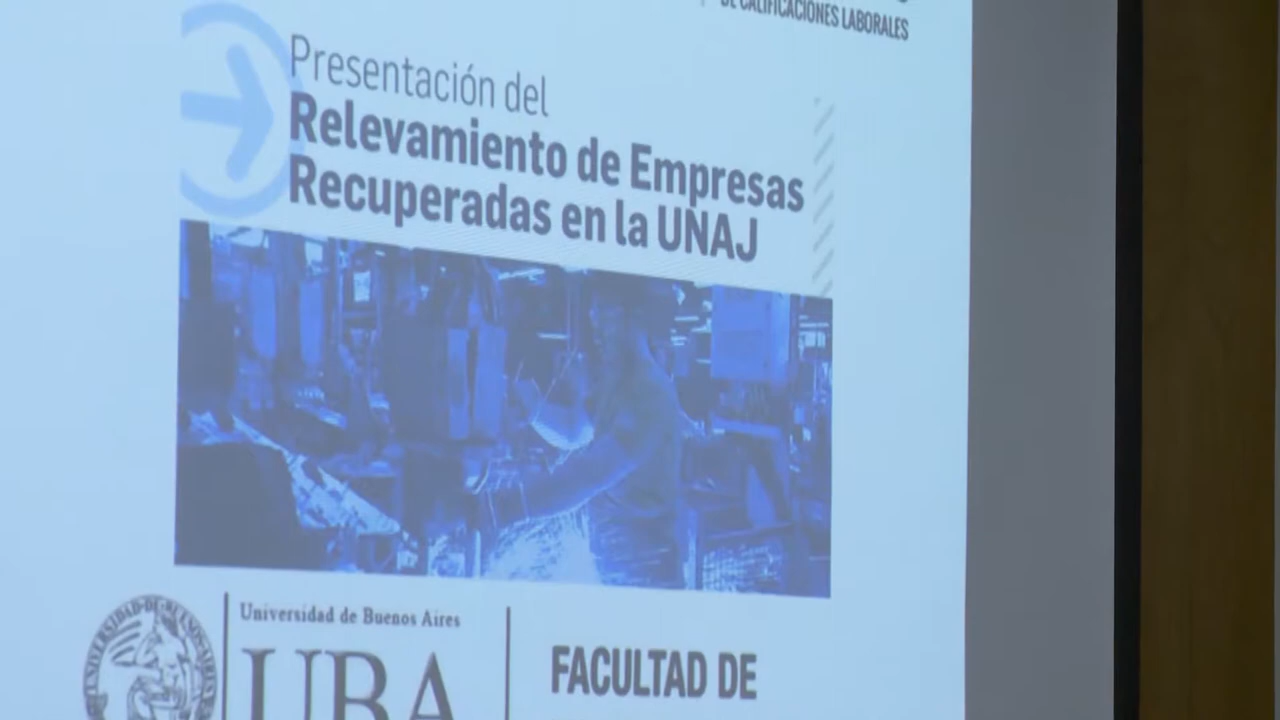 DE CALIFICACIONES LABORALES
Presentación del
Relevamiento de Empresas
Recuperadas en la UNAJ
Universidad de Buenos Aires
UBA
FACULTAD DE